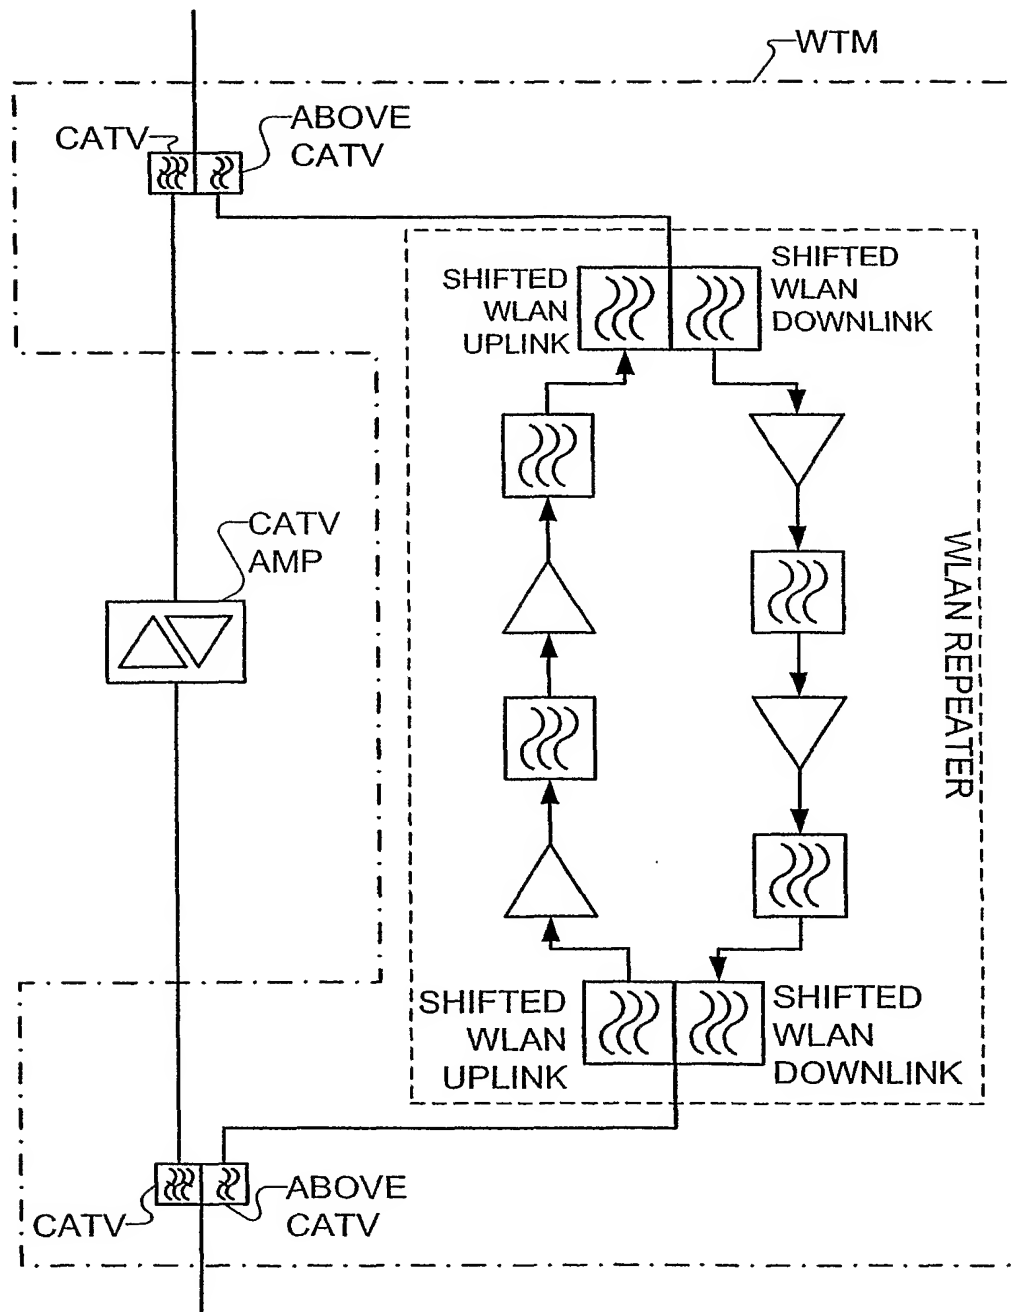 WTM
CATV
ABOVE
CATV
SHIFTED
WLAN
UPLINK
SHIFTED
WLAN
DOWNLINK
CATV
AMP
WLAN REPEATER
SHIFTED
WLAN
UPLINK
SHIFTED
WLAN
DOWNLINK
CATV
ABOVE
CATV